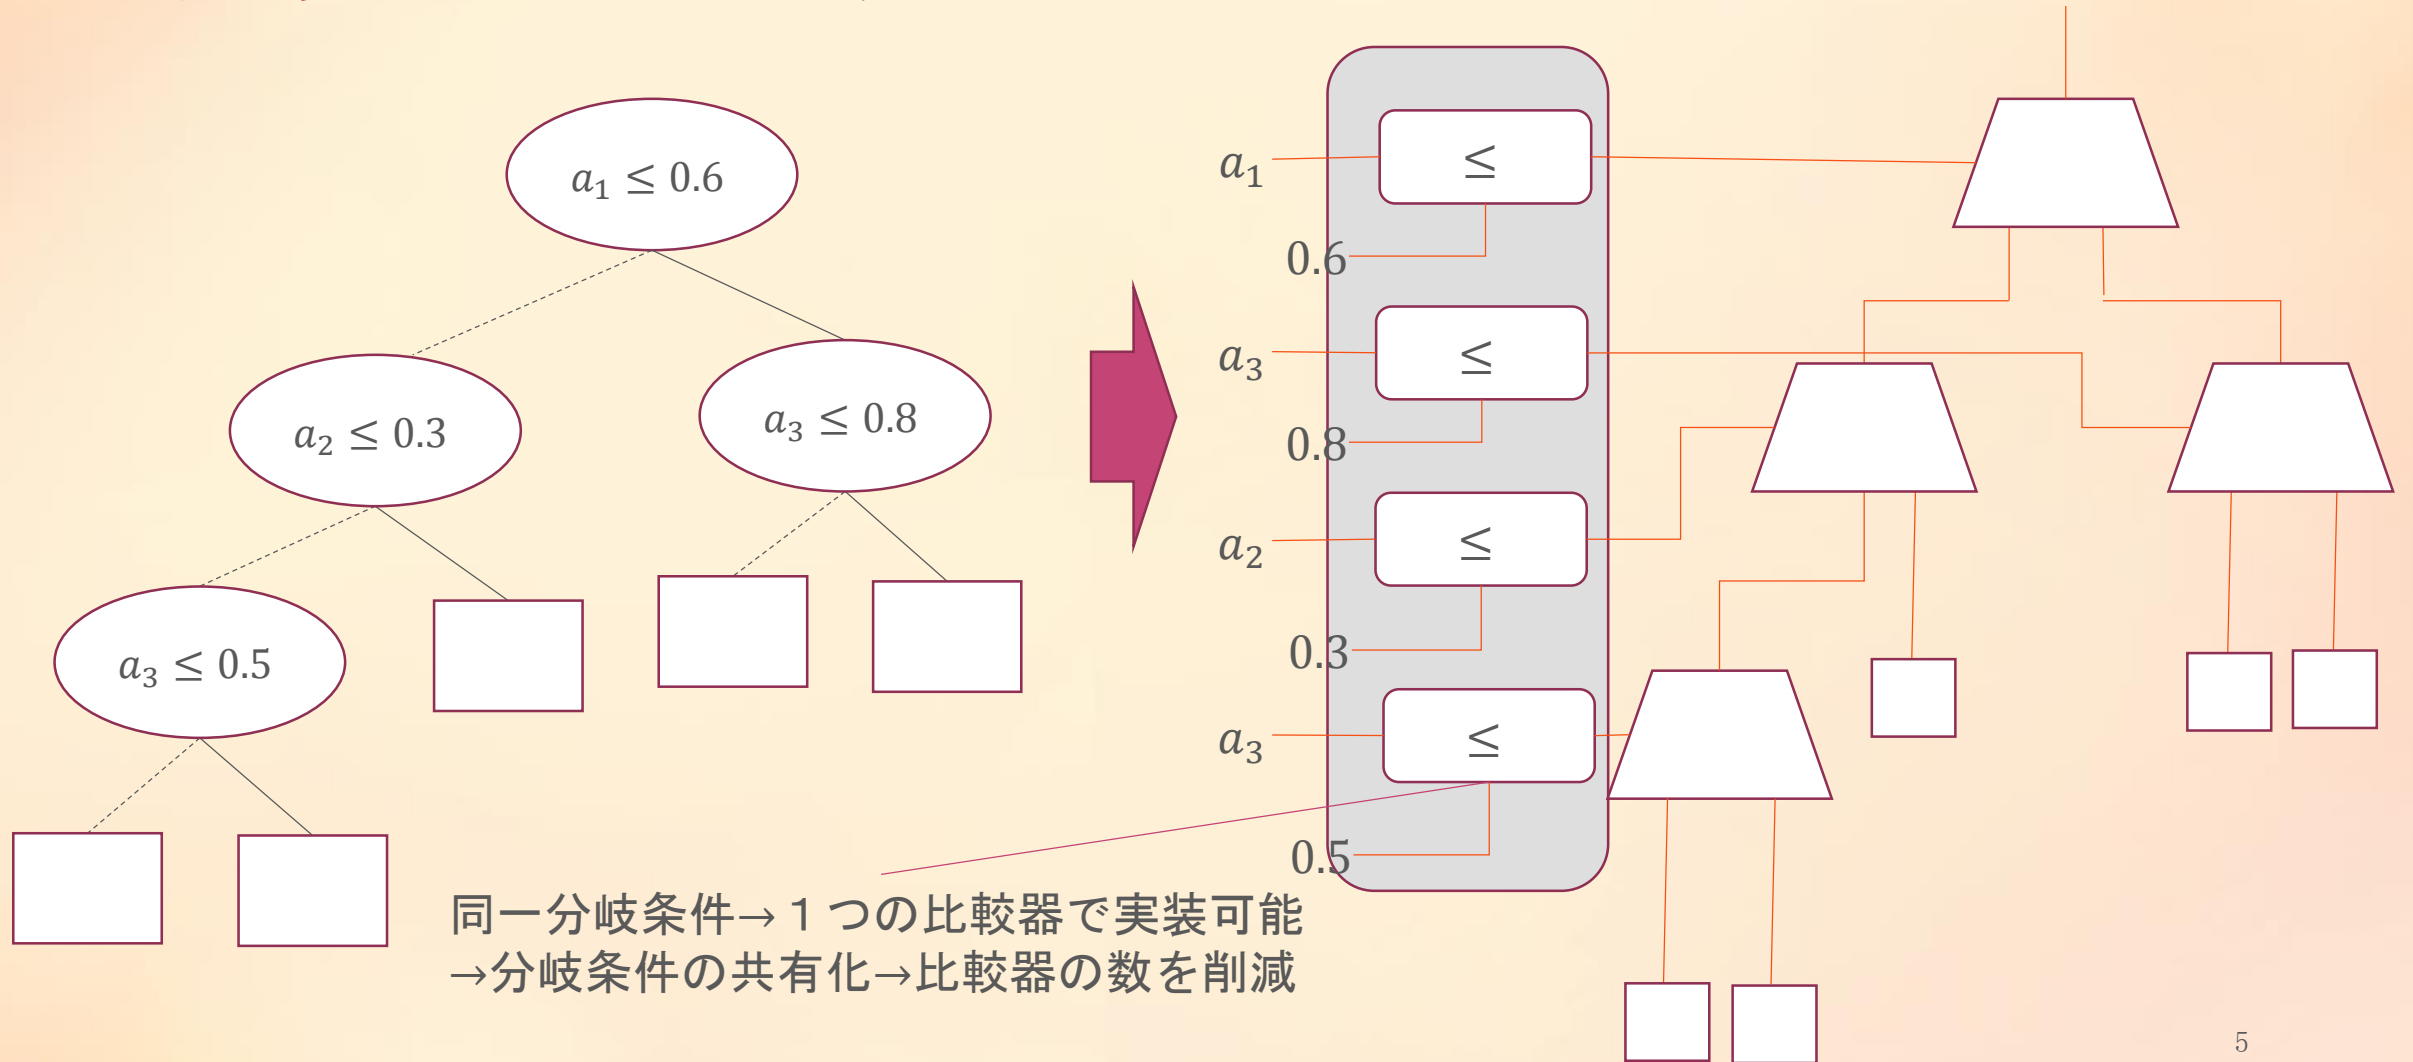 a₁ ≤ 0.6
a₂ ≤ 0.3
a₃ ≤ 0.8
a₃ ≤ 0.5
a₁
≤
0.6
a₃
≤
0.8
a₂
≤
0.3
a₃
≤
0.5
同一分岐条件→１つの比較器で実装可能
→分岐条件の共有化→比較器の数を削減
5